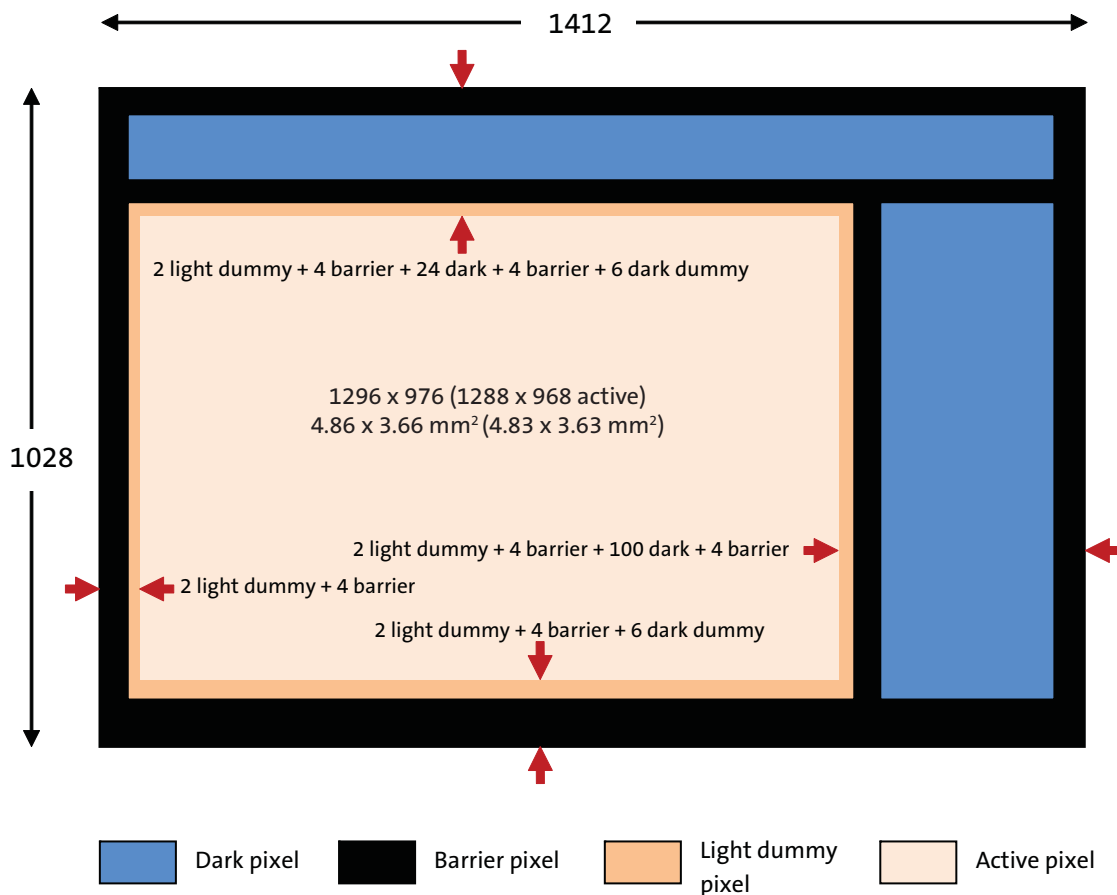 1412
2 light dummy + 4 barrier + 24 dark + 4 barrier + 6 dark dummy
1296 x 976 (1288 x 968 active)
4.86 x 3.66 mm² (4.83 x 3.63 mm²)
1028
2 light dummy + 4 barrier + 100 dark + 4 barrier
2 light dummy + 4 barrier
2 light dummy + 4 barrier + 6 dark dummy
Dark pixel
Barrier pixel
Light dummy
pixel
Active pixel